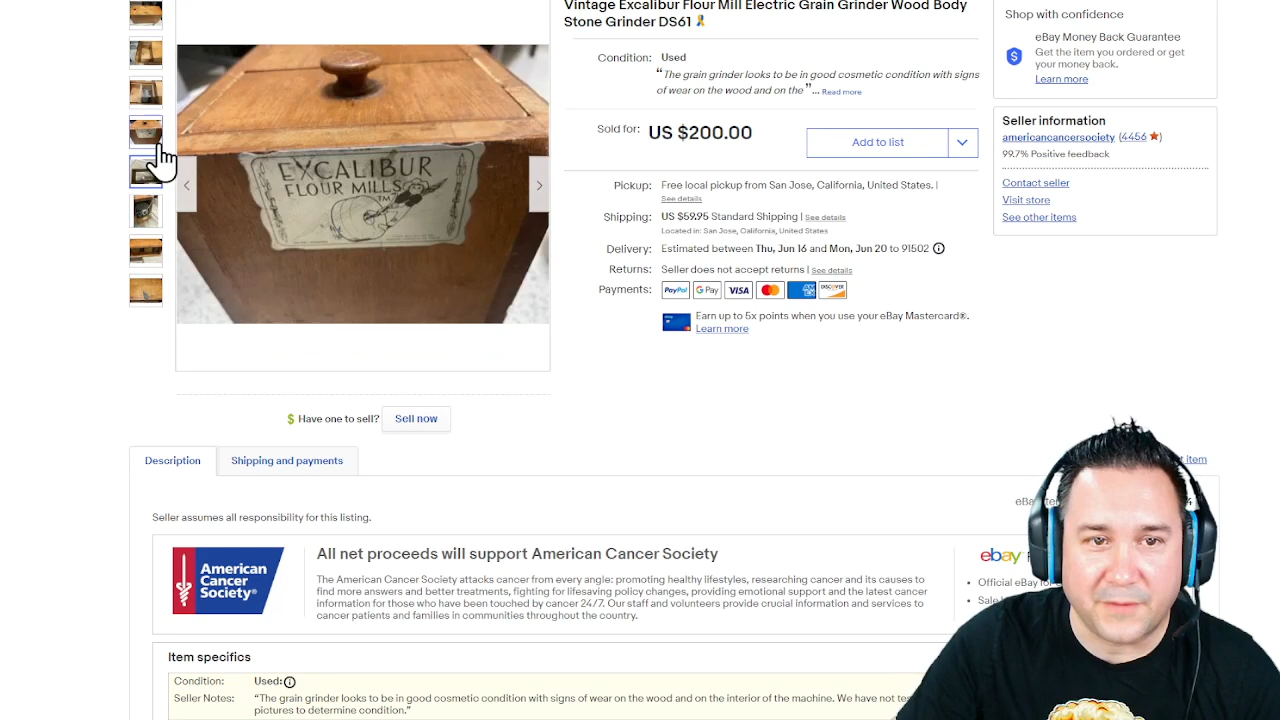 Vintage Excalibur Flour Mill Electric Grain Grinder Wood Body
Stone Grinder DS61
Condition: Used
“The grain grinder looks to be in good cosmetic condition with signs
of wear on the wood and on the ”... Read more
Sold for: US $200.00
Add to list
Pickup: Free local pickup from San Jose, California, United States. |
See details
Shipping: US $59.95 Standard Shipping | See details
Located in: San Jose, California, United States
Delivery: Estimated between Thu, Jun 16 and Mon, Jun 20 to 91502
Returns: Seller does not accept returns | See details
Payments: PayPal G Pay VISA DISCOVER
Earn up to 5x points when you use your eBay Mastercard®.
Learn more
Shop with confidence
eBay Money Back Guarantee
Get the item you ordered or get
your money back.
Learn more
Seller information
americancancersociety (4456)
99.7% Positive feedback
Contact seller
Visit store
See other items
EXCALIBUR
FLOUR MILLS
TM
Have one to sell? Sell now
Description
Shipping and payments
t item
Seller assumes all responsibility for this listing.
American
Cancer
Society®
All net proceeds will support American Cancer Society
The American Cancer Society attacks cancer from every angle: promoting healthy lifestyles, researching cancer and its causes to
find more answers and better treatments, fighting for lifesaving policy changes, providing emotional support and the latest cancer
information for those who have been touched by cancer 24/7. Our staff and volunteers provide crucial information and services to
cancer patients and families in communities throughout the country.
ebay
Official eBay for
Sale
Item specifics
Condition: Used:
Seller Notes: “The grain grinder looks to be in good cosmetic condition with signs of wear on the wood and on the interior of the machine. We have not tes
pictures to determine condition.”